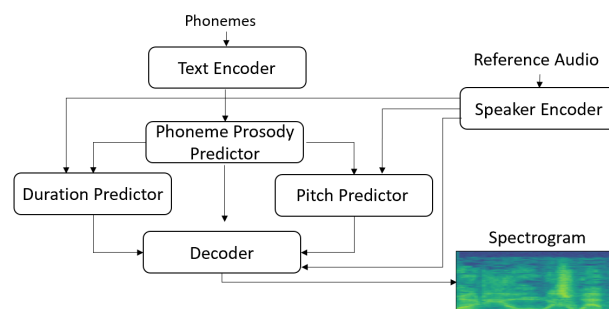 Phonemes
Text Encoder
Reference Audio
Speaker Encoder
Phoneme Prosody
Predictor
Duration Predictor
Pitch Predictor
Decoder
Spectrogram